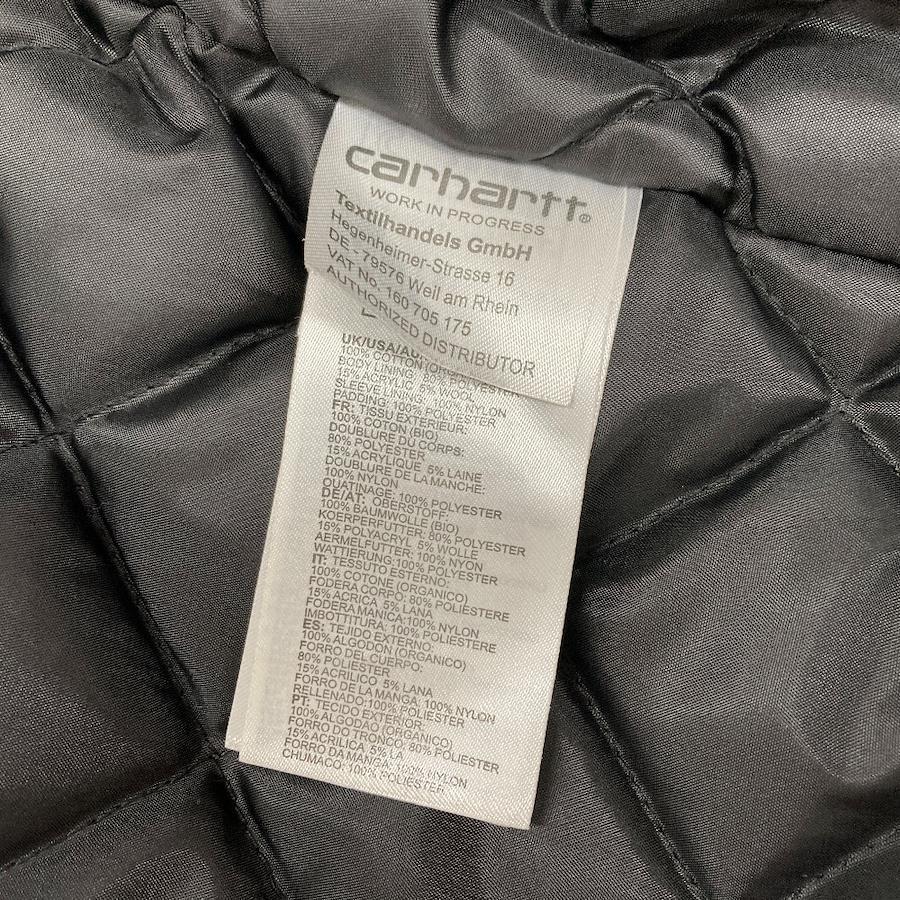 carhartt®
WORK IN PROGRESS
Textilhandels GmbH
Hegenheimer-Strasse 16
DE - 79576 Weil am Rhein
VAT No. 160 705 175
AUTHORIZED DISTRIBUTOR
L
UK/USA/AU:
100% COTTON (OR
BODY LINING: 80% POLYESTER
15% ACRYLIC 5% WOOL
SLEEVE LINING: 100% NYLON
PADDING: 100% POLYESTER
FR: TISSU EXTERIEUR:
100% COTON (BIO)
DOUBLURE DU CORPS:
80% POLYESTER
15% ACRYLIQUE 5% LAINE
DOUBLURE DE LA MANCHE:
100% NYLON
OUATINAGE: 100% POLYESTER
DE/AT: OBERSTOFF:
100% BAUMWOLLE (BIO)
KOERPERFUTTER: 80% POLYESTER
15% POLYACRYL 5% WOLLE
AERMELFUTTER: 100% NYON
WATTIERUNG:100% POLYESTER
IT: TESSUTO ESTERNO:
100% COTONE (ORGANICO)
FODERA CORPO: 80% POLIESTERE
15% ACRICA 5% LANA
FODERA MANICA:100% NYLON
IMBOTTITURA: 100% POLIESTERE
ES: TEJIDO EXTERNO:
100% ALGODON (ORGANICO)
FORRO DEL CUERPO:
80% POLIESTER
15% ACRILICO 5% LANA
FORRO DE LA MANGA: 100% NYLON
RELLENADO:100% POLIESTER
PT: TECIDO EXTERIOR:
100% ALGODAO (ORGANICO)
FORRO DO TRONCO: 80% POLIESTER
15% ACRILICA, 5% LA
FORRO DA MANGA: 100% NYLON
CHUMACO: 100% POLIESTER